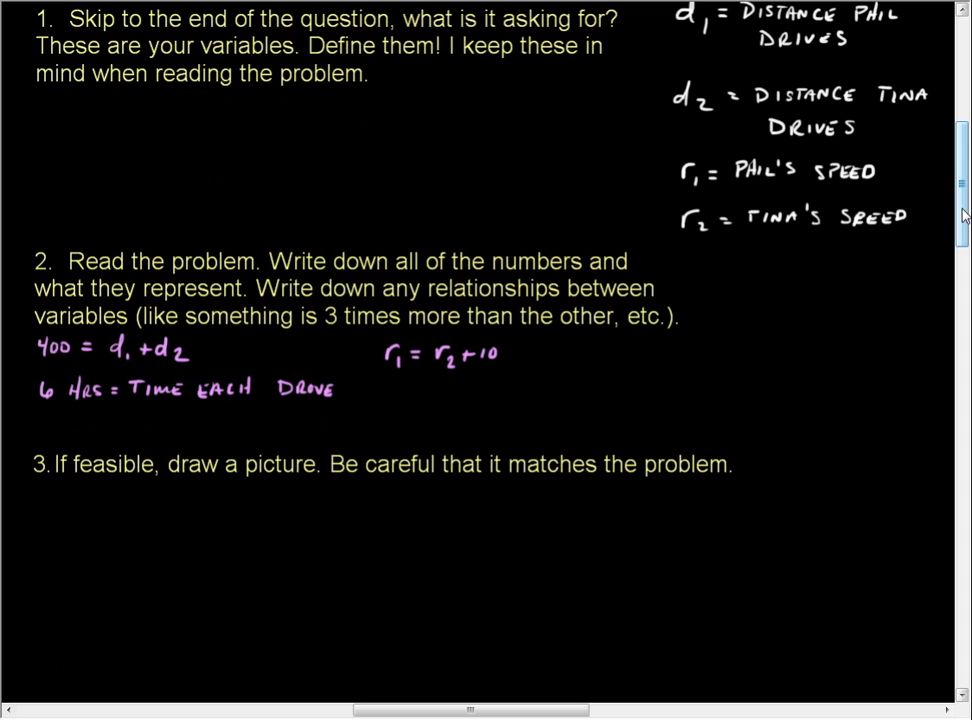 1. Skip to the end of the question, what is it asking for?
These are your variables. Define them! I keep these in
mind when reading the problem.
d₁ = DISTANCE PHIL
DRIVES
d₂ = DISTANCE TINA
DRIVES
r₁ = PHIL'S SPEED
r₂ = TINA'S SPEED
2. Read the problem. Write down all of the numbers and
what they represent. Write down any relationships between
variables (like something is 3 times more than the other, etc.).
400 = d₁ + d₂
r₁ = r₂ + 10
6 HRS = TIME EACH DROVE
3. If feasible, draw a picture. Be careful that it matches the problem.